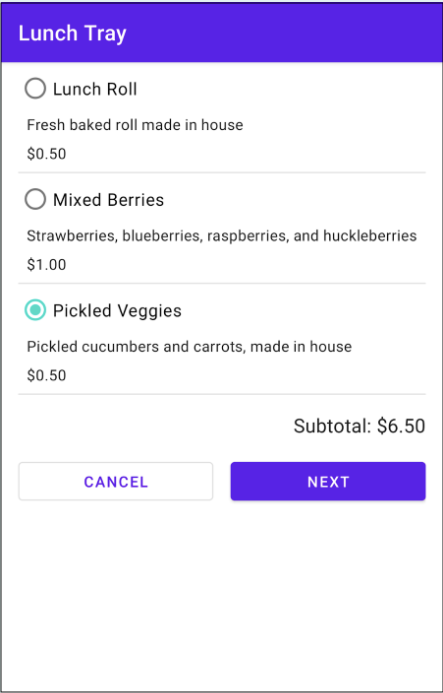 Lunch Tray
Lunch Roll
Fresh baked roll made in house
$0.50
Mixed Berries
Strawberries, blueberries, raspberries, and huckleberries
$1.00
Pickled Veggies
Pickled cucumbers and carrots, made in house
$0.50
Subtotal: $6.50
CANCEL
NEXT